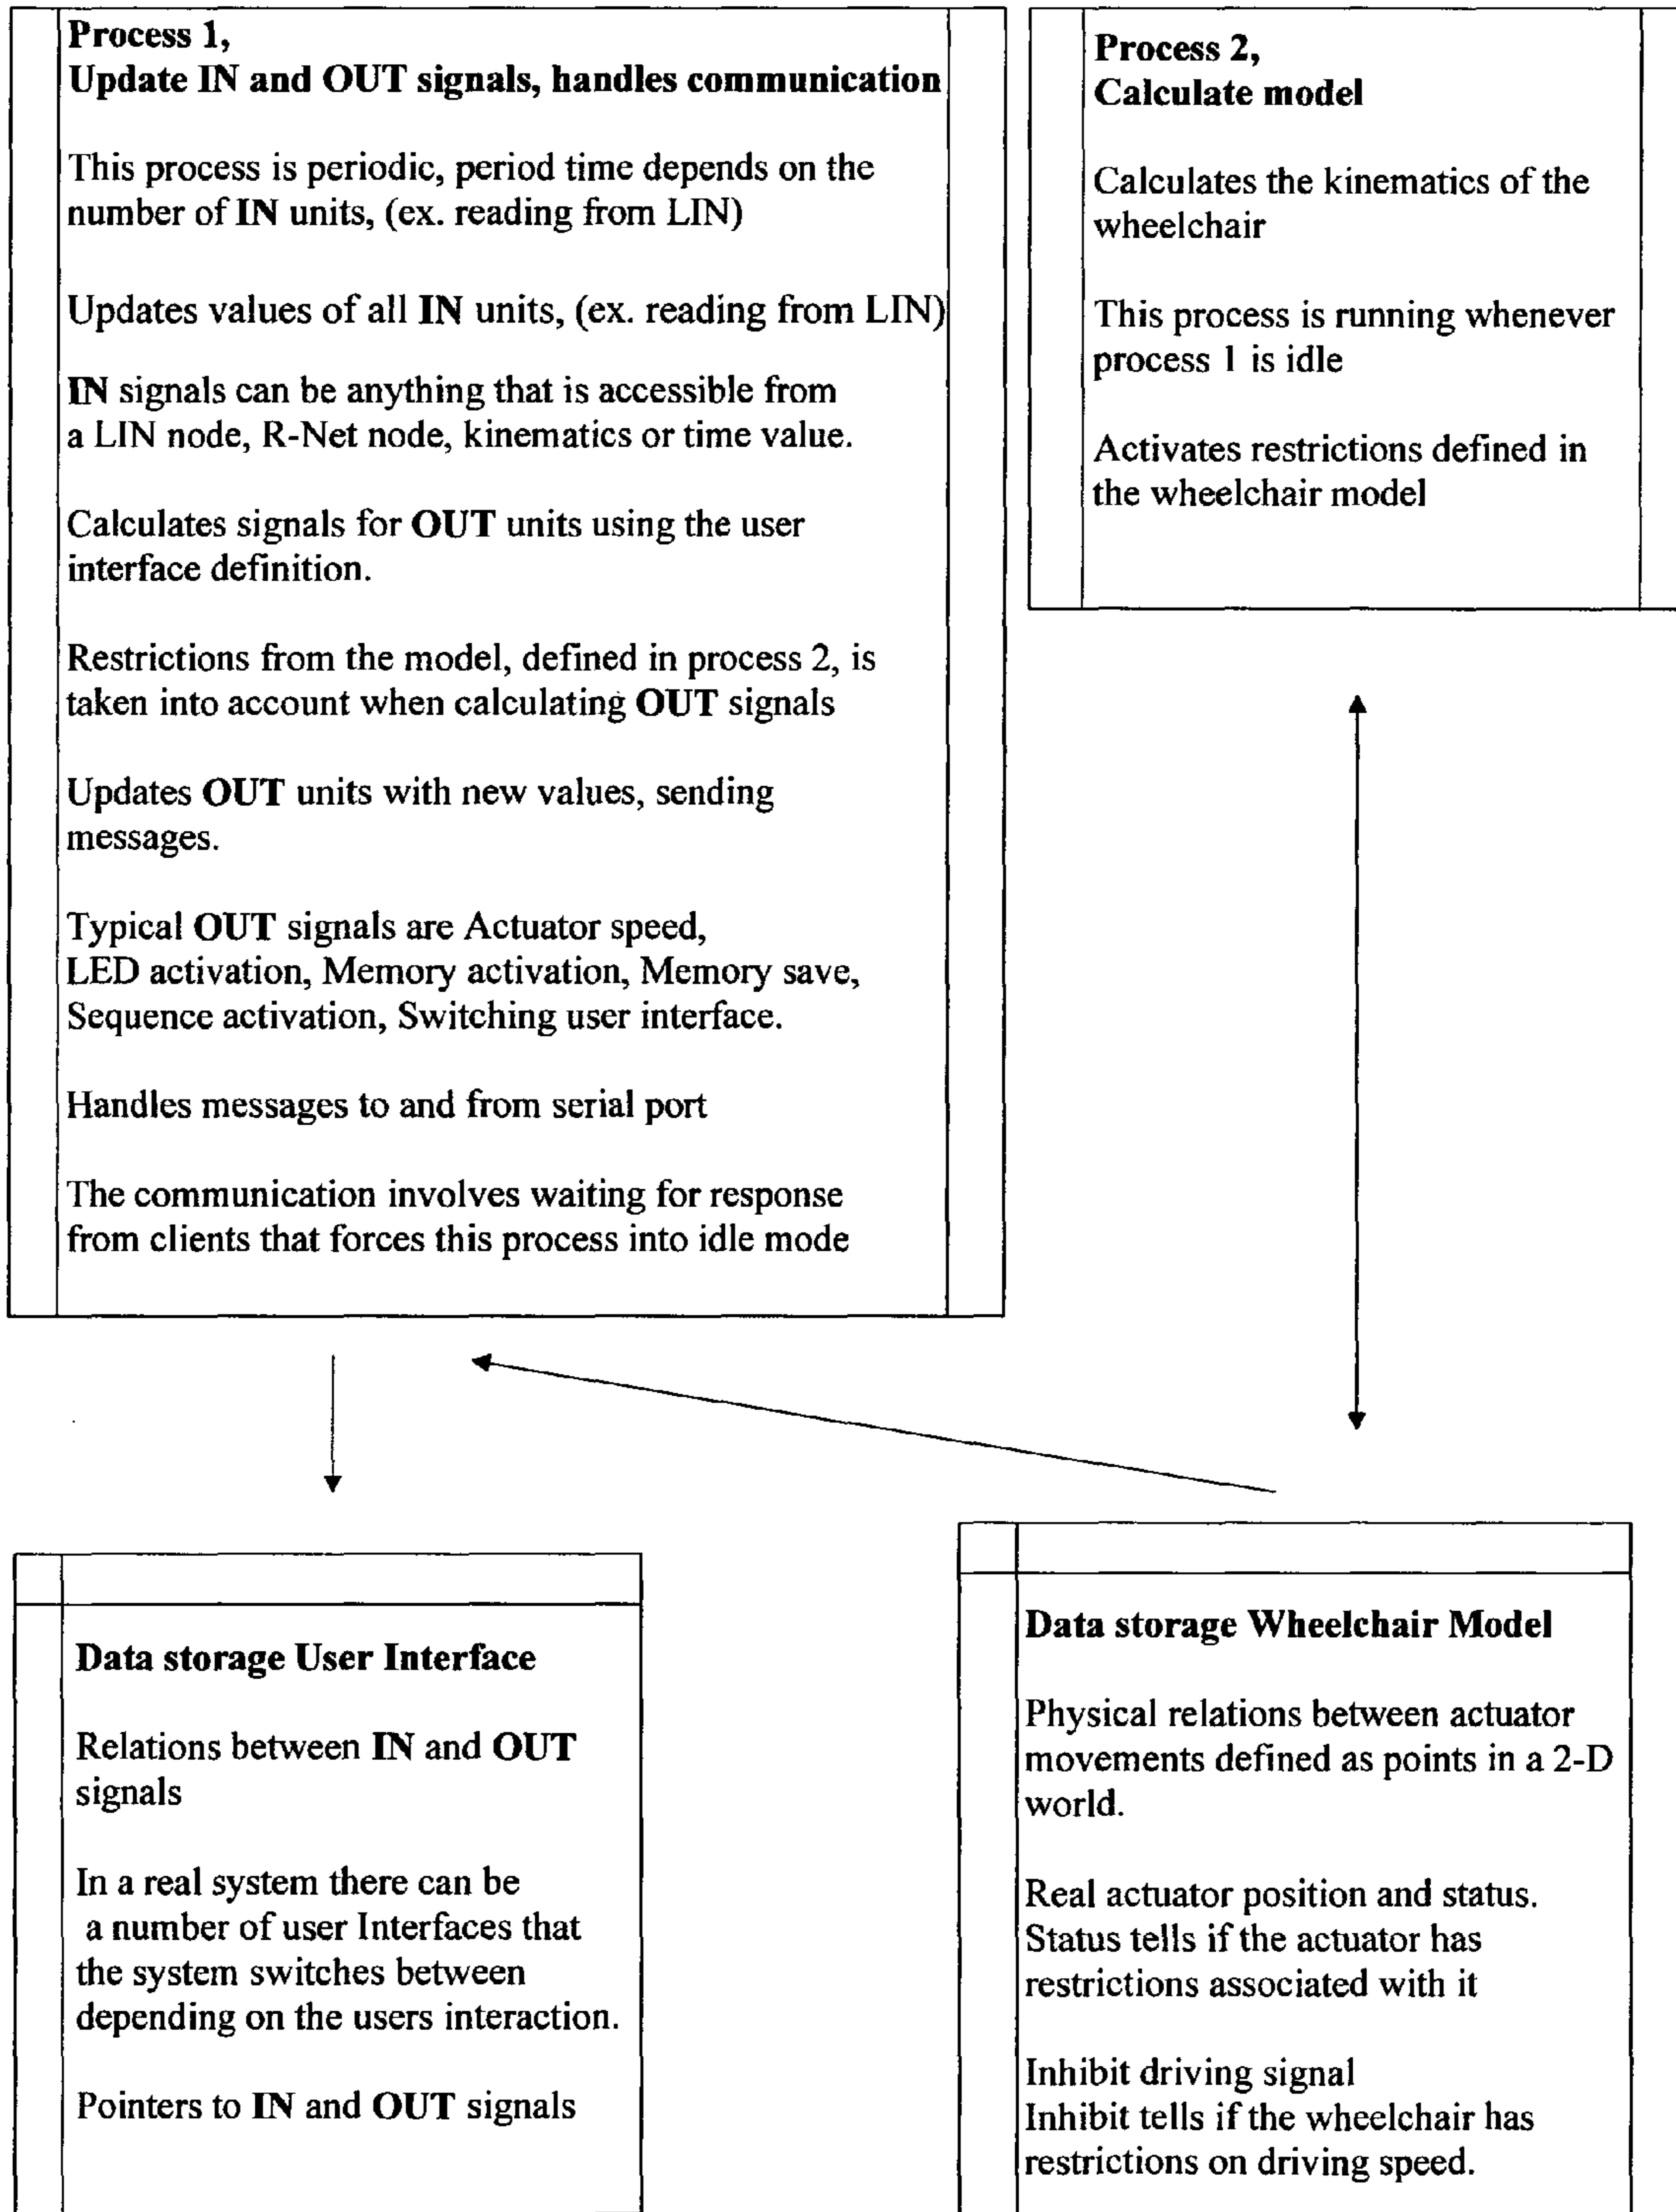 Process 1,
Update IN and OUT signals, handles communication
This process is periodic, period time depends on the
number of IN units, (ex. reading from LIN)
Updates values of all IN units, (ex. reading from LIN)
IN signals can be anything that is accessible from
a LIN node, R-Net node, kinematics or time value.
Calculates signals for OUT units using the user
interface definition.
Restrictions from the model, defined in process 2, is
taken into account when calculating OUT signals
Updates OUT units with new values, sending
messages.
Typical OUT signals are Actuator speed,
LED activation, Memory activation, Memory save,
Sequence activation, Switching user interface.
Handles messages to and from serial port
The communication involves waiting for response
from clients that forces this process into idle mode
Process 2,
Calculate model
Calculates the kinematics of the
wheelchair
This process is running whenever
process 1 is idle
Activates restrictions defined in
the wheelchair model
Data storage User Interface
Relations between IN and OUT
signals
In a real system there can be
a number of user Interfaces that
the system switches between
depending on the users interaction.
Pointers to IN and OUT signals
Data storage Wheelchair Model
Physical relations between actuator
movements defined as points in a 2-D
world.
Real actuator position and status.
Status tells if the actuator has
restrictions associated with it
Inhibit driving signal
Inhibit tells if the wheelchair has
restrictions on driving speed.